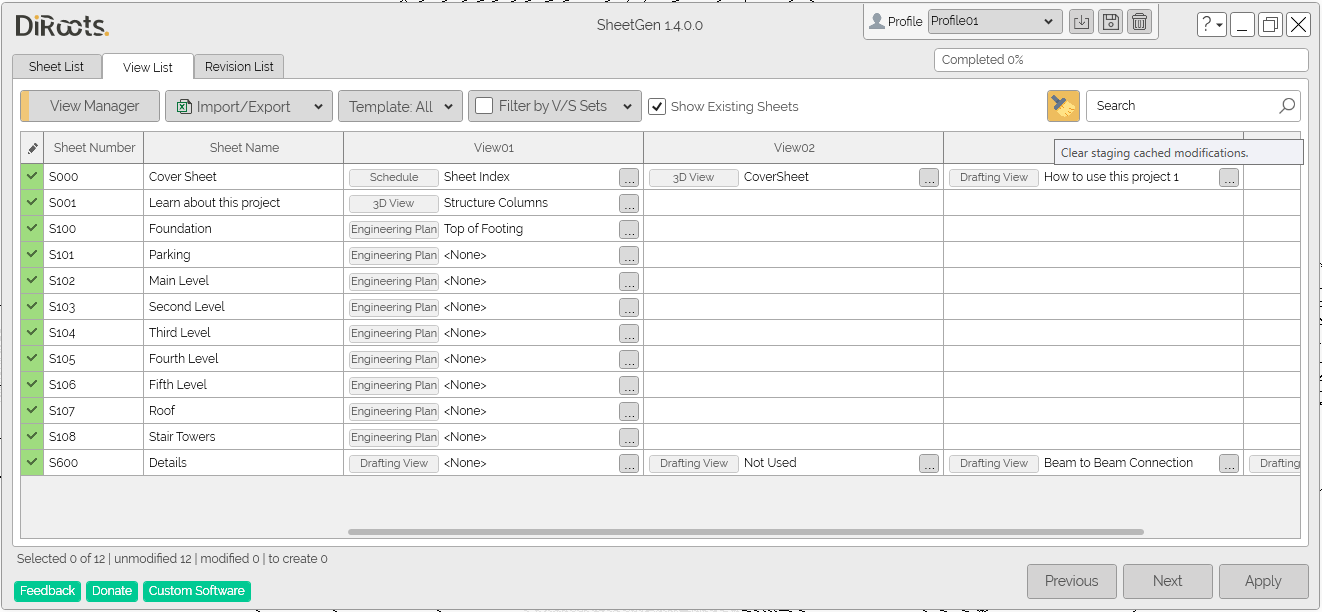 DiRoots.
SheetGen 1.4.0.0
Profile Profile01
?
Sheet List View List Revision List
Completed 0%
View Manager Import/Export Template: All Filter by V/S Sets Show Existing Sheets Search
Clear staging cached modifications.
Sheet Number Sheet Name View01 View02
S000 Cover Sheet Schedule Sheet Index ... 3D View CoverSheet ... Drafting View How to use this project 1 ...
S001 Learn about this project 3D View Structure Columns ...
S100 Foundation Engineering Plan Top of Footing ...
S101 Parking Engineering Plan <None> ...
S102 Main Level Engineering Plan <None> ...
S103 Second Level Engineering Plan <None> ...
S104 Third Level Engineering Plan <None> ...
S105 Fourth Level Engineering Plan <None> ...
S106 Fifth Level Engineering Plan <None> ...
S107 Roof Engineering Plan <None> ...
S108 Stair Towers Engineering Plan <None> ...
S600 Details Drafting View <None> ... Drafting View Not Used ... Drafting View Beam to Beam Connection ... Drafting
Selected 0 of 12 | unmodified 12 | modified 0 | to create 0
Feedback Donate Custom Software
Previous Next Apply